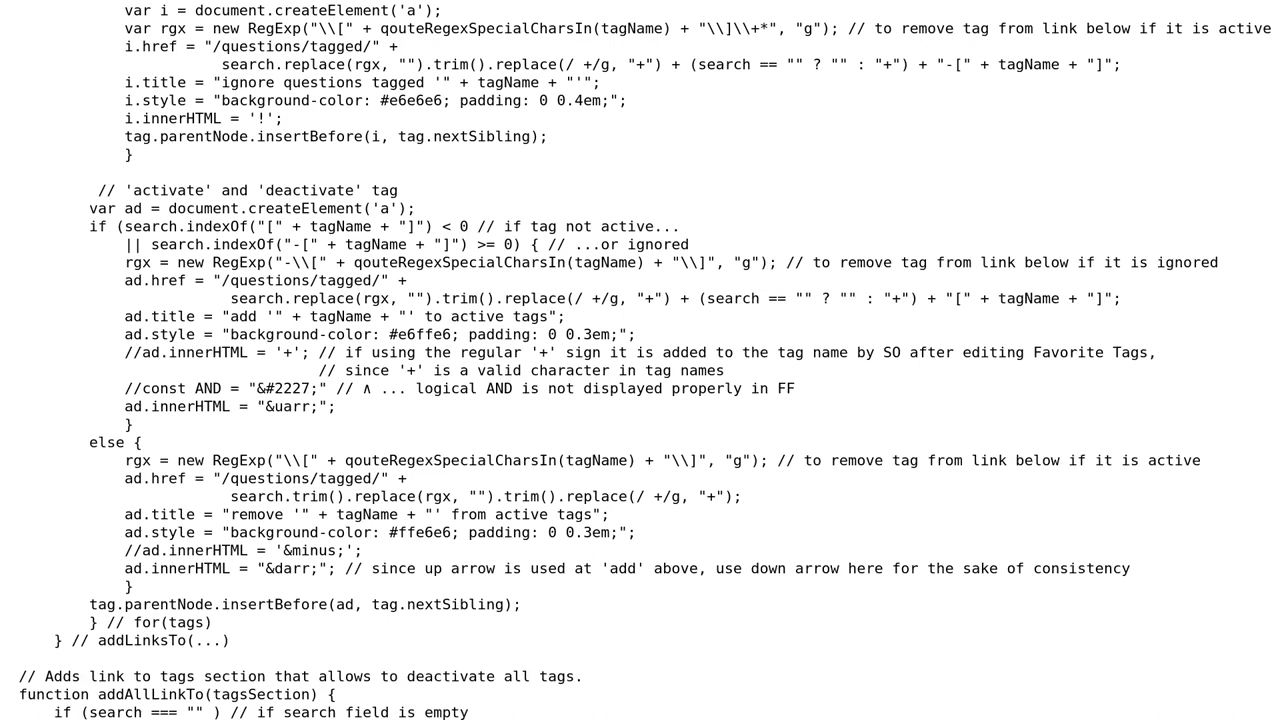 var i = document.createElement('a');
            var rgx = new RegExp("\\[" + qouteRegexSpecialCharsIn(tagName) + "\\]\\+*", "g"); // to remove tag from link below if it is active
            i.href = "/questions/tagged/" +
                       search.replace(rgx, "").trim().replace(/ +/g, "+") + (search == "" ? "" : "+") + "-[" + tagName + "]";
            i.title = "ignore questions tagged '" + tagName + "'";
            i.style = "background-color: #e6e6e6; padding: 0 0.4em;";
            i.innerHTML = '!';
            tag.parentNode.insertBefore(i, tag.nextSibling);
            }

         // 'activate' and 'deactivate' tag
        var ad = document.createElement('a');
        if (search.indexOf("[" + tagName + "]") < 0 // if tag not active...
            || search.indexOf("-[" + tagName + "]") >= 0) { // ...or ignored
            rgx = new RegExp("-\\[" + qouteRegexSpecialCharsIn(tagName) + "\\]", "g"); // to remove tag from link below if it is ignored
            ad.href = "/questions/tagged/" +
                        search.replace(rgx, "").trim().replace(/ +/g, "+") + (search == "" ? "" : "+") + "[" + tagName + "]";
            ad.title = "add '" + tagName + "' to active tags";
            ad.style = "background-color: #e6ffe6; padding: 0 0.3em;";
            //ad.innerHTML = '+'; // if using the regular '+' sign it is added to the tag name by SO after editing Favorite Tags,
                                  // since '+' is a valid character in tag names
            //const AND = "&#2227;" // ∧ ... logical AND is not displayed properly in FF
            ad.innerHTML = "&uarr;";
            }
        else {
            rgx = new RegExp("\\[" + qouteRegexSpecialCharsIn(tagName) + "\\]", "g"); // to remove tag from link below if it is active
            ad.href = "/questions/tagged/" +
                        search.trim().replace(rgx, "").trim().replace(/ +/g, "+");
            ad.title = "remove '" + tagName + "' from active tags";
            ad.style = "background-color: #ffe6e6; padding: 0 0.3em;";
            //ad.innerHTML = '&minus;';
            ad.innerHTML = "&darr;"; // since up arrow is used at 'add' above, use down arrow here for the sake of consistency
            }
        tag.parentNode.insertBefore(ad, tag.nextSibling);
        } // for(tags)
    } // addLinksTo(...)

// Adds link to tags section that allows to deactivate all tags.
function addAllLinkTo(tagsSection) {
    if (search === "" ) // if search field is empty